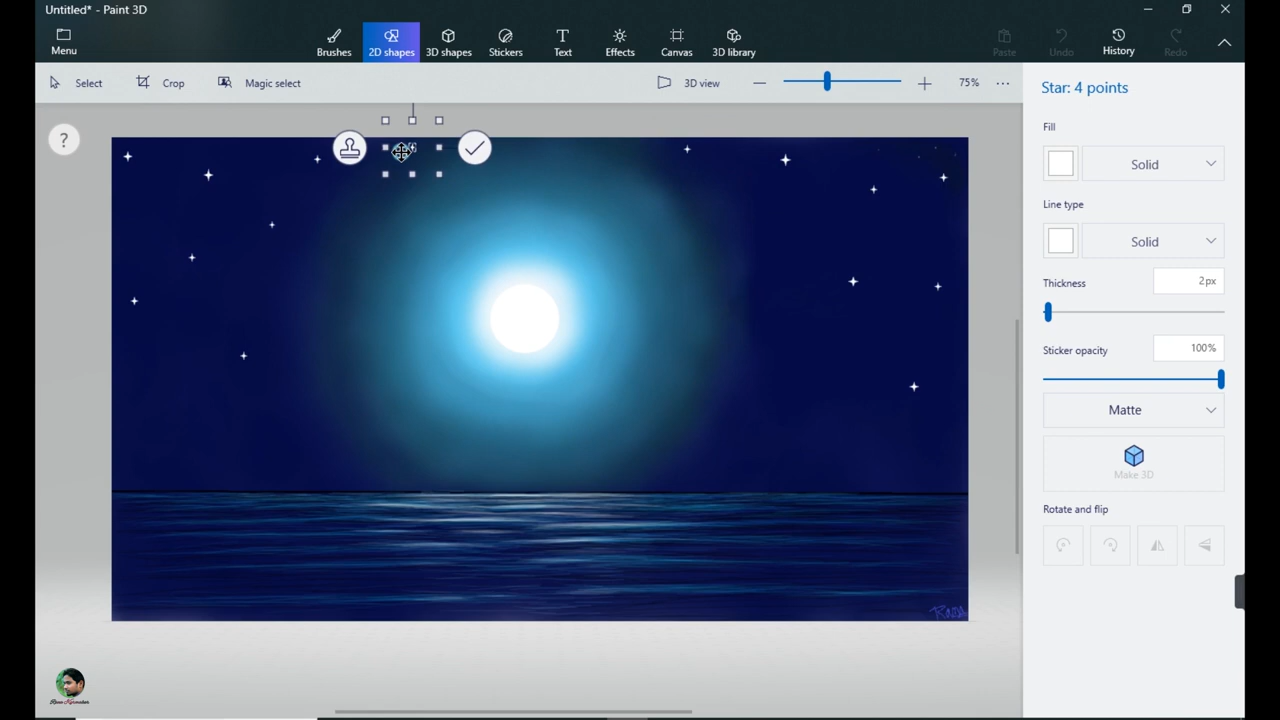 Untitled* - Paint 3D
Menu
Brushes
2D shapes
3D shapes
Stickers
Text
Effects
Canvas
3D library
Paste
Undo
History
Redo
Select
Crop
Magic select
3D view
75%
Star: 4 points
?
Fill
Solid
Line type
Solid
Thickness
2px
Sticker opacity
100%
Matte
Make 3D
Rotate and flip